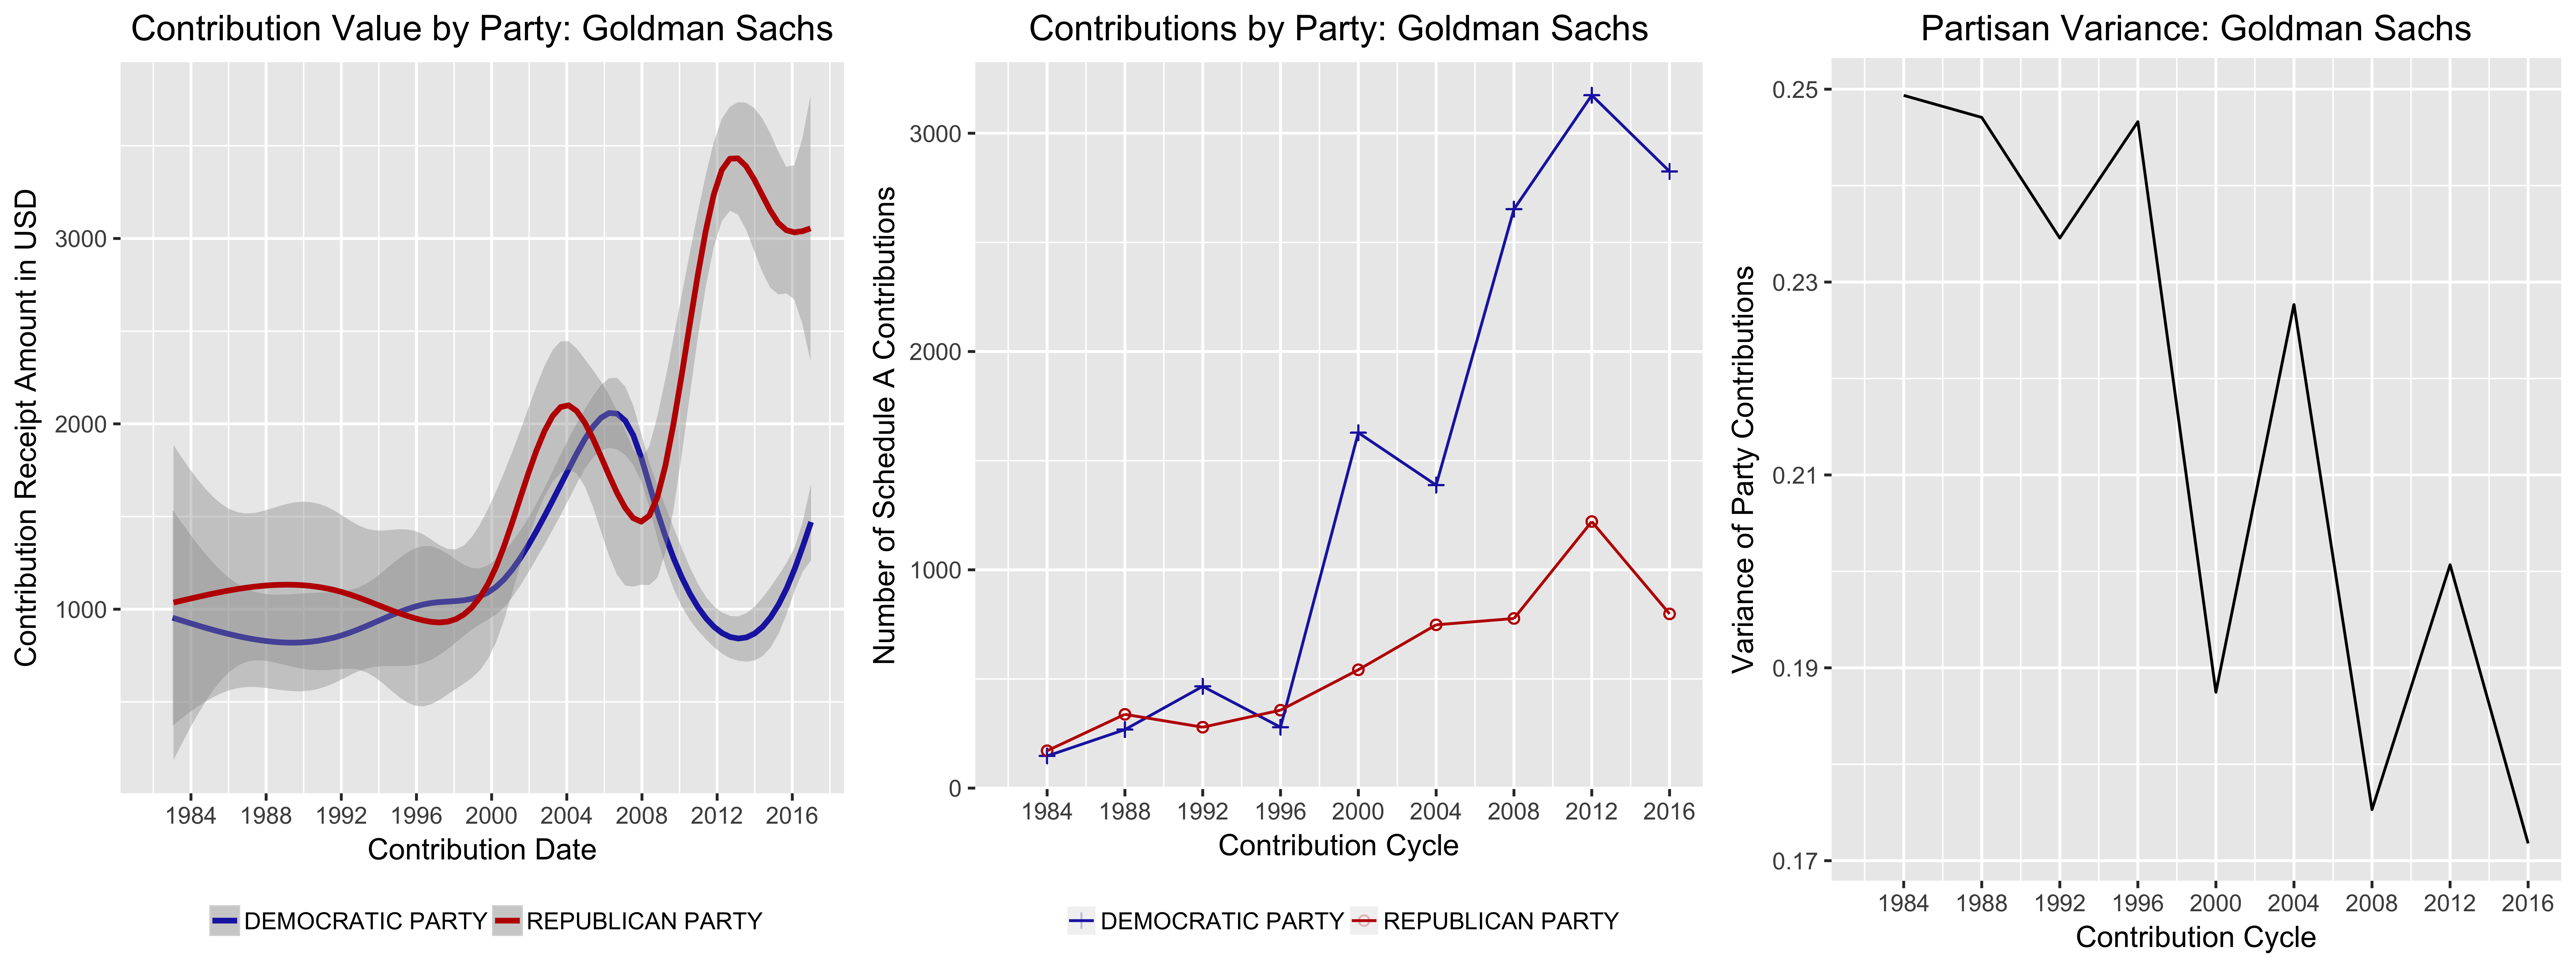 Contribution Value by Party: Goldman Sachs
Contribution Receipt Amount in USD
3000
2000
1000
1984 1988 1992 1996 2000 2004 2008 2012 2016
Contribution Date
DEMOCRATIC PARTY REPUBLICAN PARTY
Contributions by Party: Goldman Sachs
Number of Schedule A Contributions
3000
2000
1000
0
1984 1988 1992 1996 2000 2004 2008 2012 2016
Contribution Cycle
DEMOCRATIC PARTY REPUBLICAN PARTY
Partisan Variance: Goldman Sachs
Variance of Party Contributions
0.25
0.23
0.21
0.19
0.17
1984 1988 1992 1996 2000 2004 2008 2012 2016
Contribution Cycle